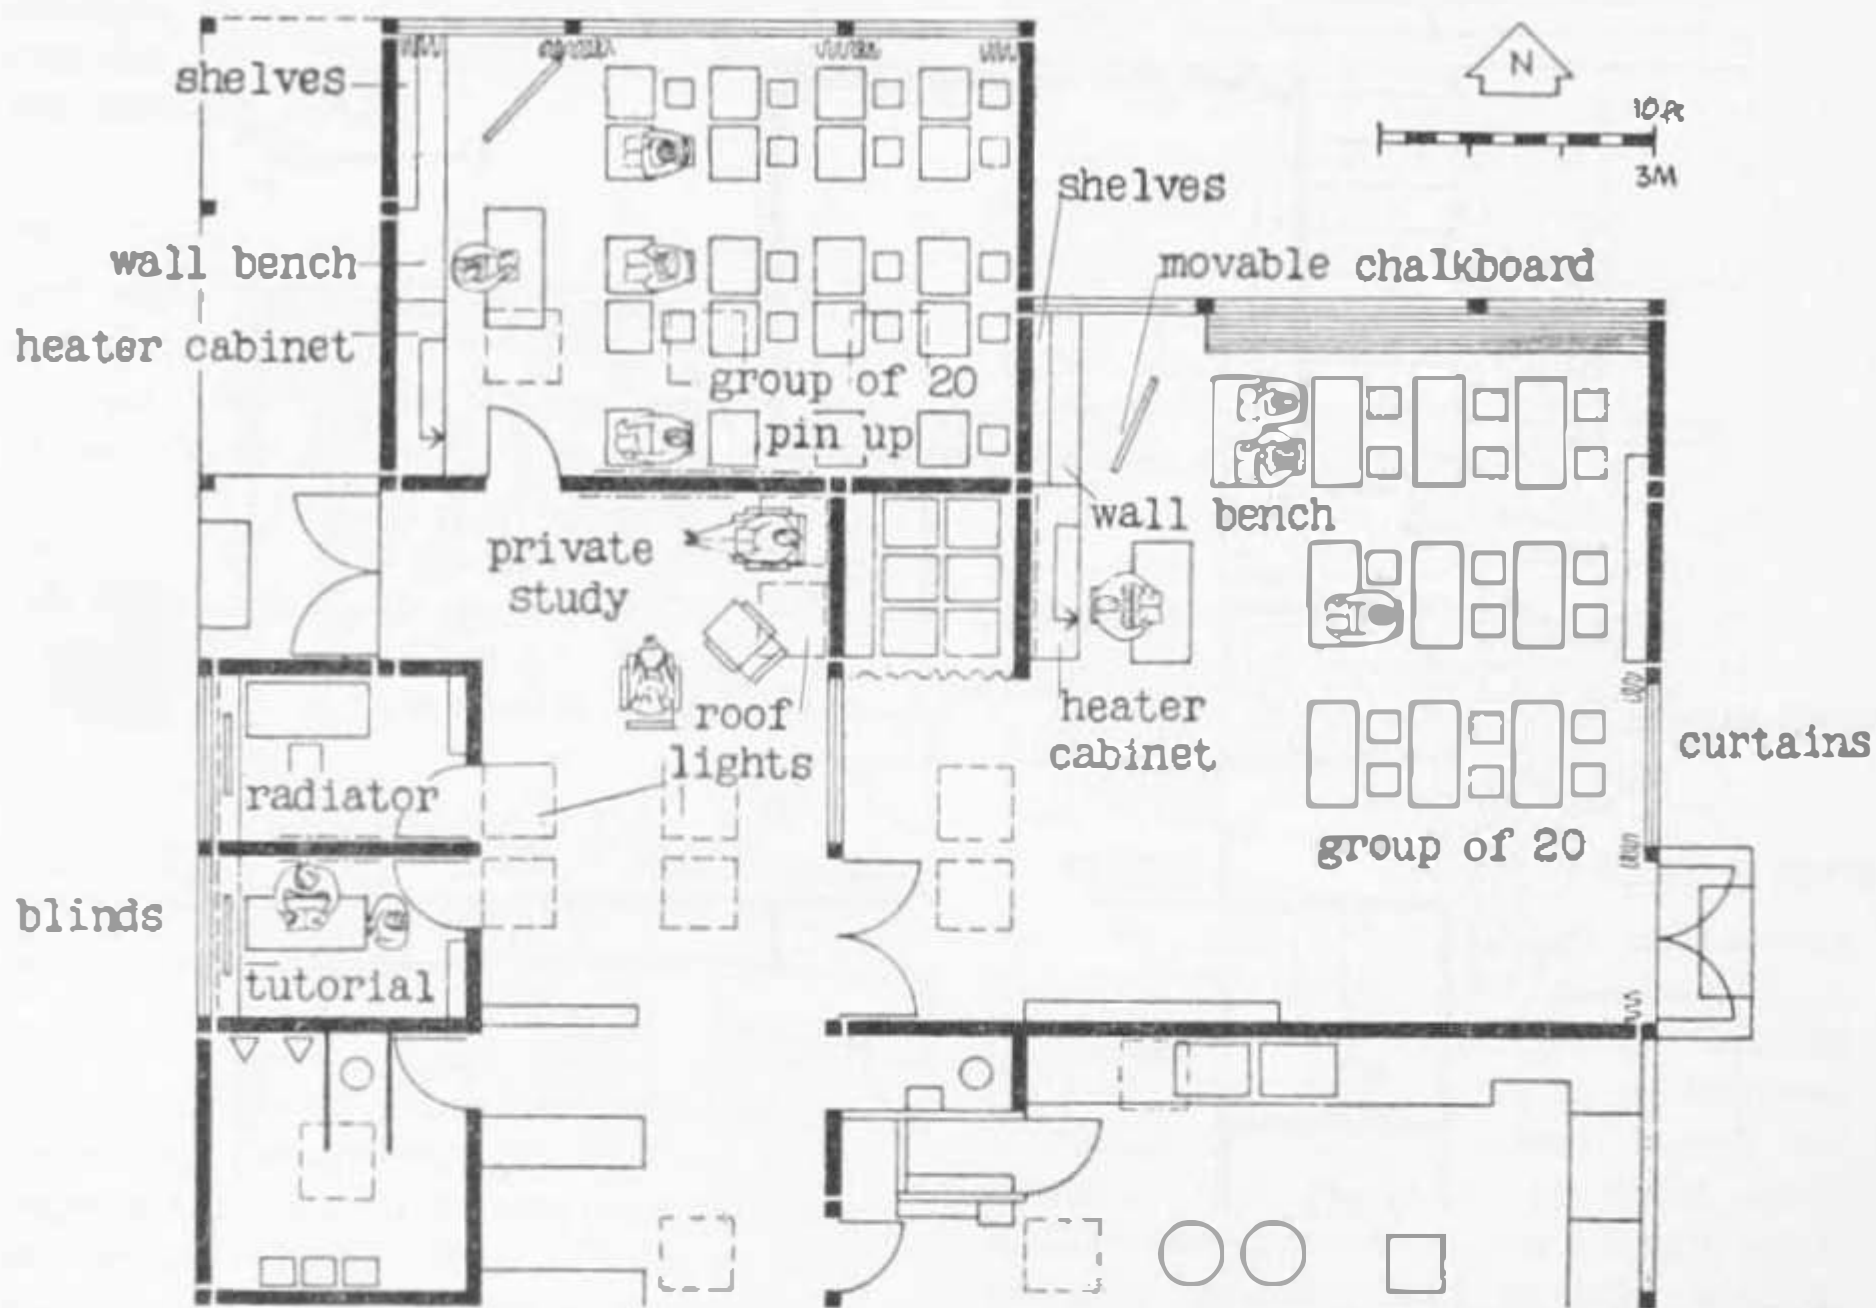 N
10ft
3M
shelves
wall bench
heater cabinet
group of 20
pin up
shelves
movable chalkboard
wall bench
private
study
roof
lights
heater
cabinet
curtains
radiator
group of 20
blinds
tutorial